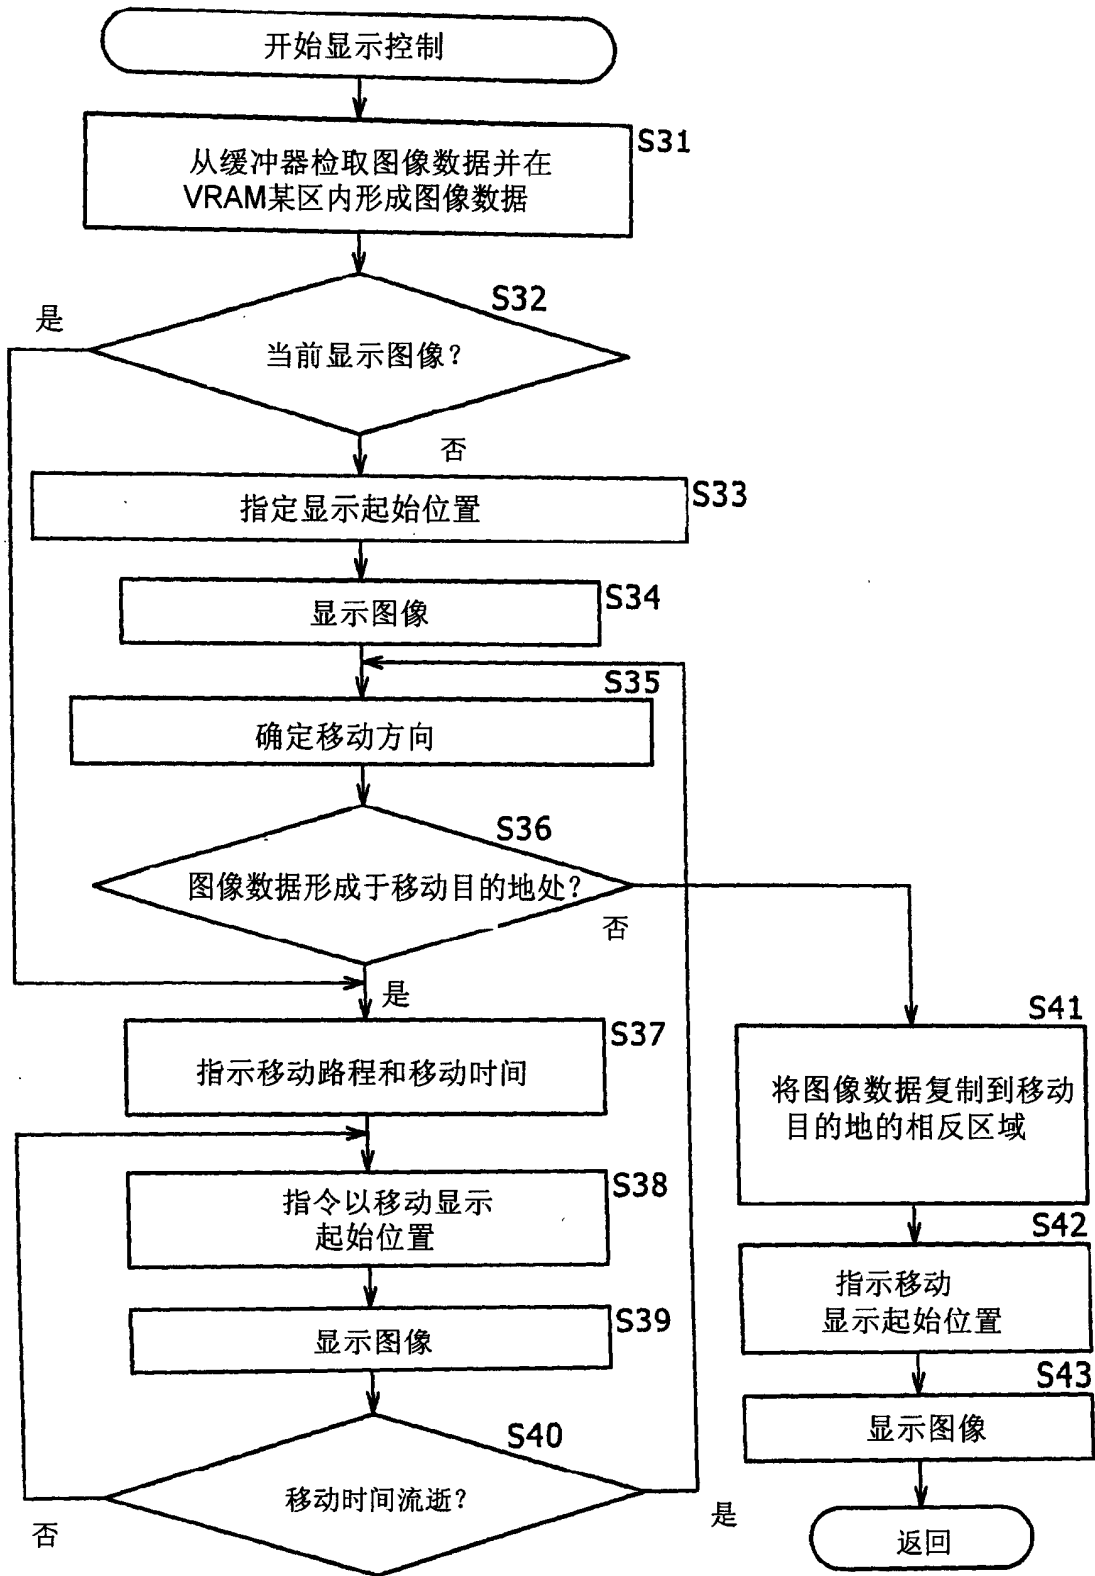 开始显示控制
S31
从缓冲器检取图像数据并在
VRAM某区内形成图像数据
S32
是
当前显示图像?
否
S33
指定显示起始位置
S34
显示图像
S35
确定移动方向
S36
图像数据形成于移动目的地处?
否
是
S37
指示移动路程和移动时间
S38
指令以移动显示
起始位置
S39
显示图像
S40
移动时间流逝?
否
是
S41
将图像数据复制到移动
目的地的相反区域
S42
指示移动
显示起始位置
S43
显示图像
返回